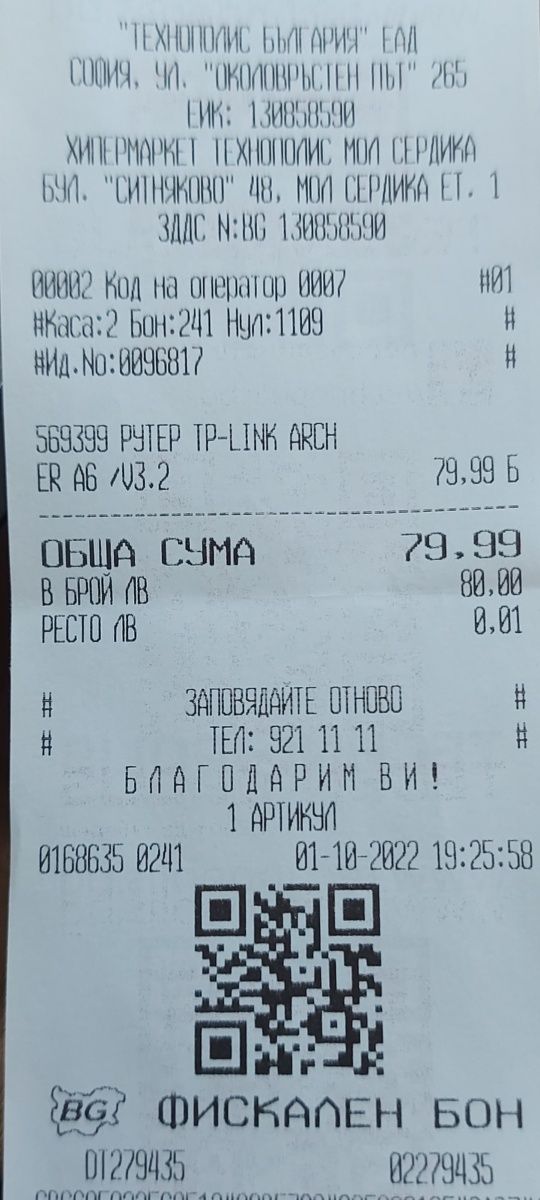 "ТЕХНОПОЛИС БЪЛГАРИЯ" ЕАД
СОФИЯ, УЛ. "ОКОЛОВРЪСТЕН ПЪТ" 265
ЕИК: 130858590
ХИПЕРМАРКЕТ ТЕХНОПОЛИС МОЛ СЕРДИКА
БУЛ. "СИТНЯКОВО" 48, МОЛ СЕРДИКА ЕТ. 1
ЗДДС N:BG 130858590
00002 Код на оператор 0007 #01
#Каса:2 Бон:241 Нул:1109 #
#Ид.No:0096817 #
569399 РУТЕР TP-LINK ARCH
ER A6 /V3.2 79,99 Б
ОБЩА СУМА 79,99
В БРОЙ ЛВ 80,00
РЕСТО ЛВ 0,01
# ЗАПОВЯДАЙТЕ ОТНОВО #
# ТЕЛ: 921 11 11 #
БЛАГОДАРИМ ВИ!
1 АРТИКУЛ
0168635 0241 01-10-2022 19:25:58
BG ФИСКАЛЕН БОН
DT279435 02279435